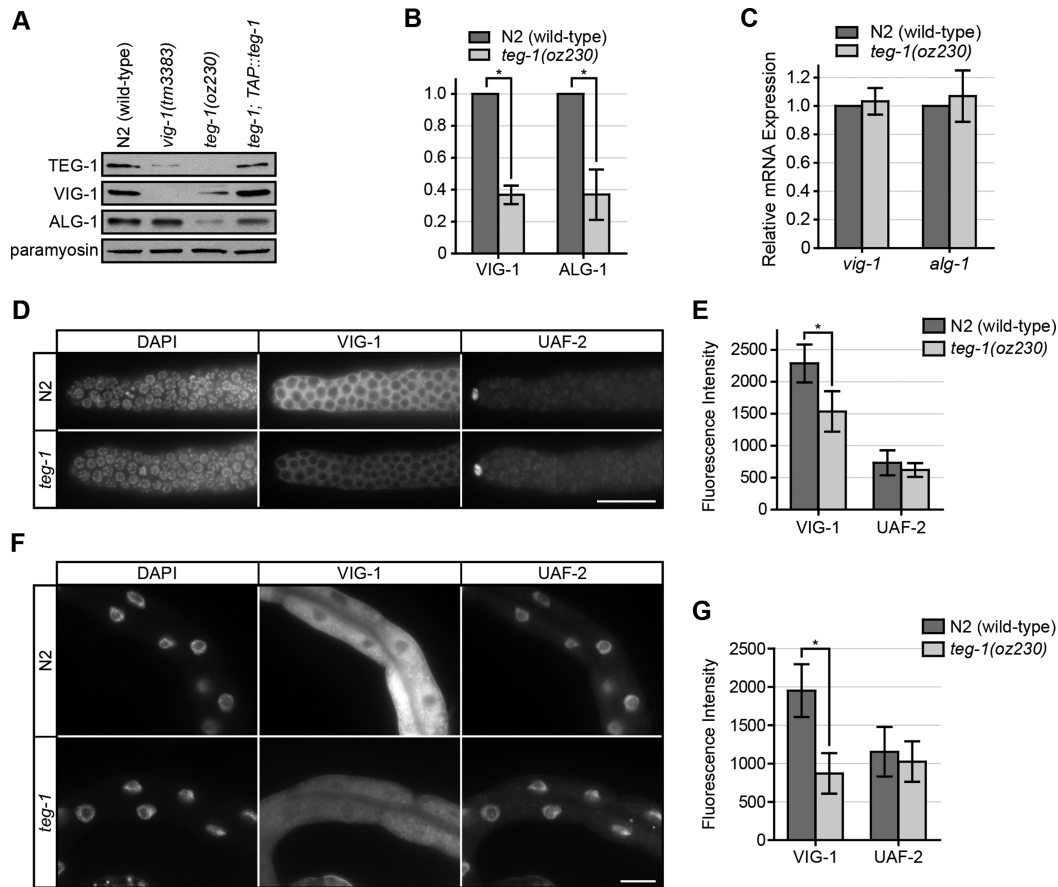 A
N2 (wild-type)
vig-1(tm3383)
teg-1(oz230)
teg-1; TAP::teg-1
TEG-1
VIG-1
ALG-1
paramyosin
B
N2 (wild-type)
teg-1(oz230)
*
*
1.0
0.8
0.6
0.4
0.2
0
VIG-1
ALG-1
C
N2 (wild-type)
teg-1(oz230)
Relative mRNA Expression
1.2
1.0
0.8
0.6
0.4
0.2
0
vig-1
alg-1
D
DAPI
VIG-1
UAF-2
N2
teg-1
E
N2 (wild-type)
teg-1(oz230)
*
Fluorescence Intensity
2500
2000
1500
1000
500
0
VIG-1
UAF-2
F
DAPI
VIG-1
UAF-2
N2
teg-1
G
N2 (wild-type)
teg-1(oz230)
*
Fluorescence Intensity
2500
2000
1500
1000
500
0
VIG-1
UAF-2